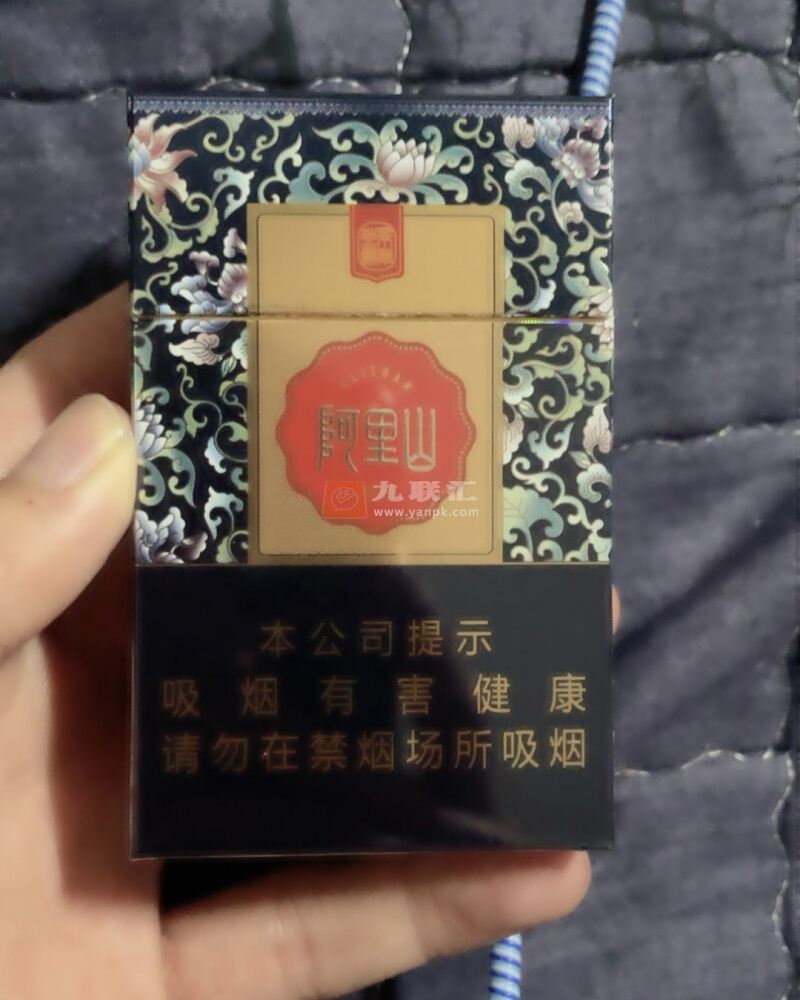 阿里山
九联汇
www.yanpk.com
本公司提示
吸烟有害健康
请勿在禁烟场所吸烟